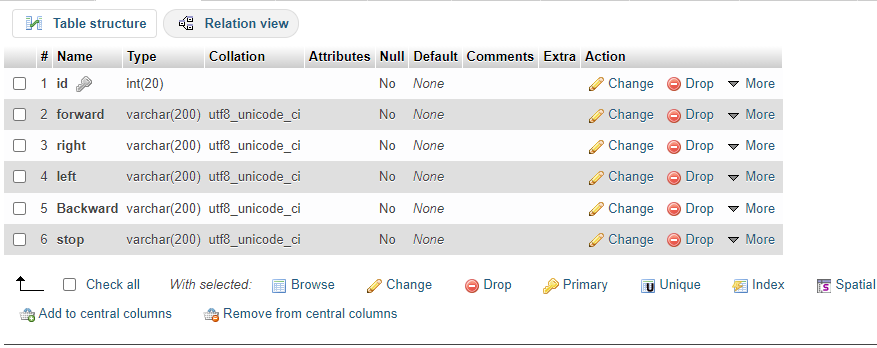 Table structure Relation view
# Name Type Collation Attributes Null Default Comments Extra Action
1 id int(20) No None Change Drop More
2 forward varchar(200) utf8_unicode_ci No None Change Drop More
3 right varchar(200) utf8_unicode_ci No None Change Drop More
4 left varchar(200) utf8_unicode_ci No None Change Drop More
5 Backward varchar(200) utf8_unicode_ci No None Change Drop More
6 stop varchar(200) utf8_unicode_ci No None Change Drop More
Check all With selected: Browse Change Drop Primary Unique Index Spatial
Add to central columns Remove from central columns